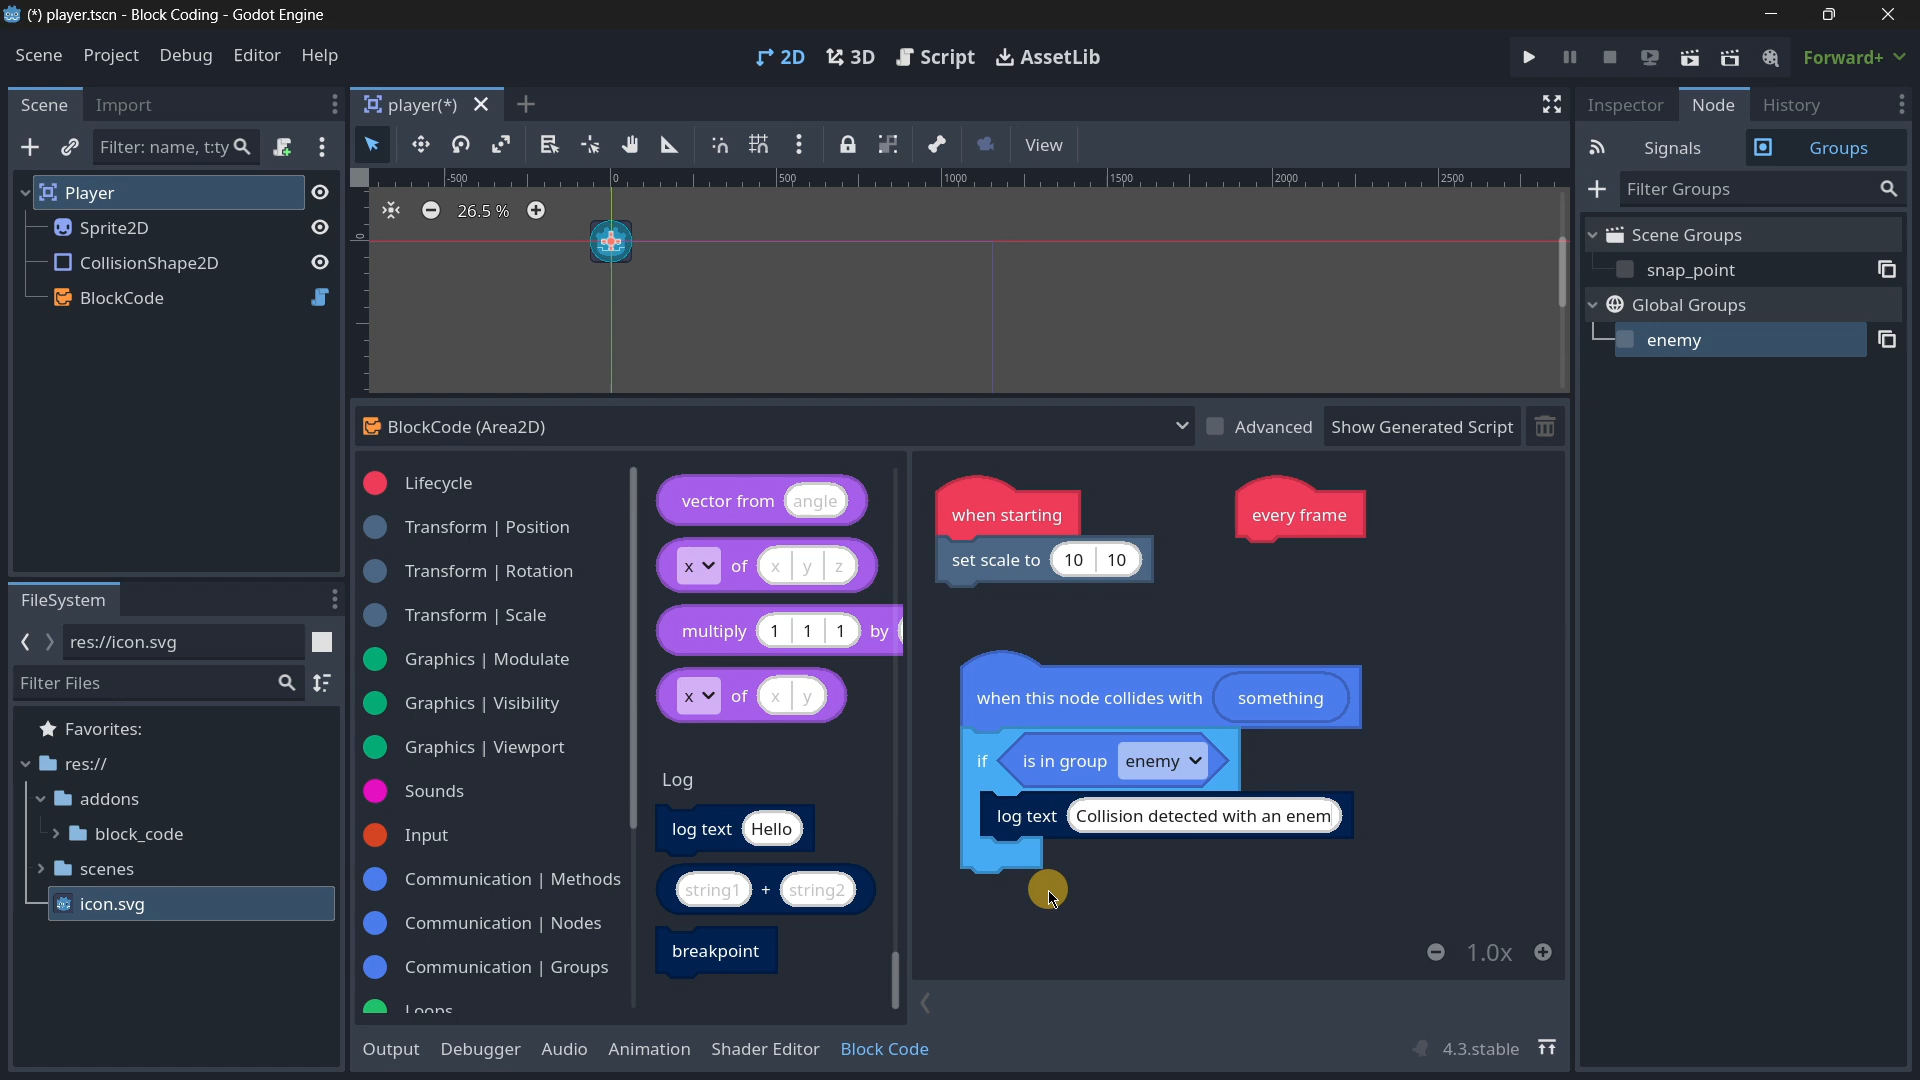 (*) player.tscn - Block Coding - Godot Engine
Scene Project Debug Editor Help
2D 3D Script AssetLib
Forward+
Scene Import
Filter: name, t:ty
Player
Sprite2D
CollisionShape2D
BlockCode
FileSystem
res://icon.svg
Filter Files
Favorites:
res://
addons
block_code
scenes
icon.svg
player(*)
View
-500 0 500 1000 1500 2000 2500
0
26.5 %
BlockCode (Area2D)
Advanced Show Generated Script
Lifecycle
Transform | Position
Transform | Rotation
Transform | Scale
Graphics | Modulate
Graphics | Visibility
Graphics | Viewport
Sounds
Input
Communication | Methods
Communication | Nodes
Communication | Groups
Loops
vector from angle
x of x y z
multiply 1 1 1 by
x of x y
Log
log text Hello
string1 + string2
breakpoint
when starting
set scale to 10 10
every frame
when this node collides with something
if is in group enemy
log text Collision detected with an enem
1.0x
Output Debugger Audio Animation Shader Editor Block Code
4.3.stable
Inspector Node History
Signals Groups
Filter Groups
Scene Groups
snap_point
Global Groups
enemy